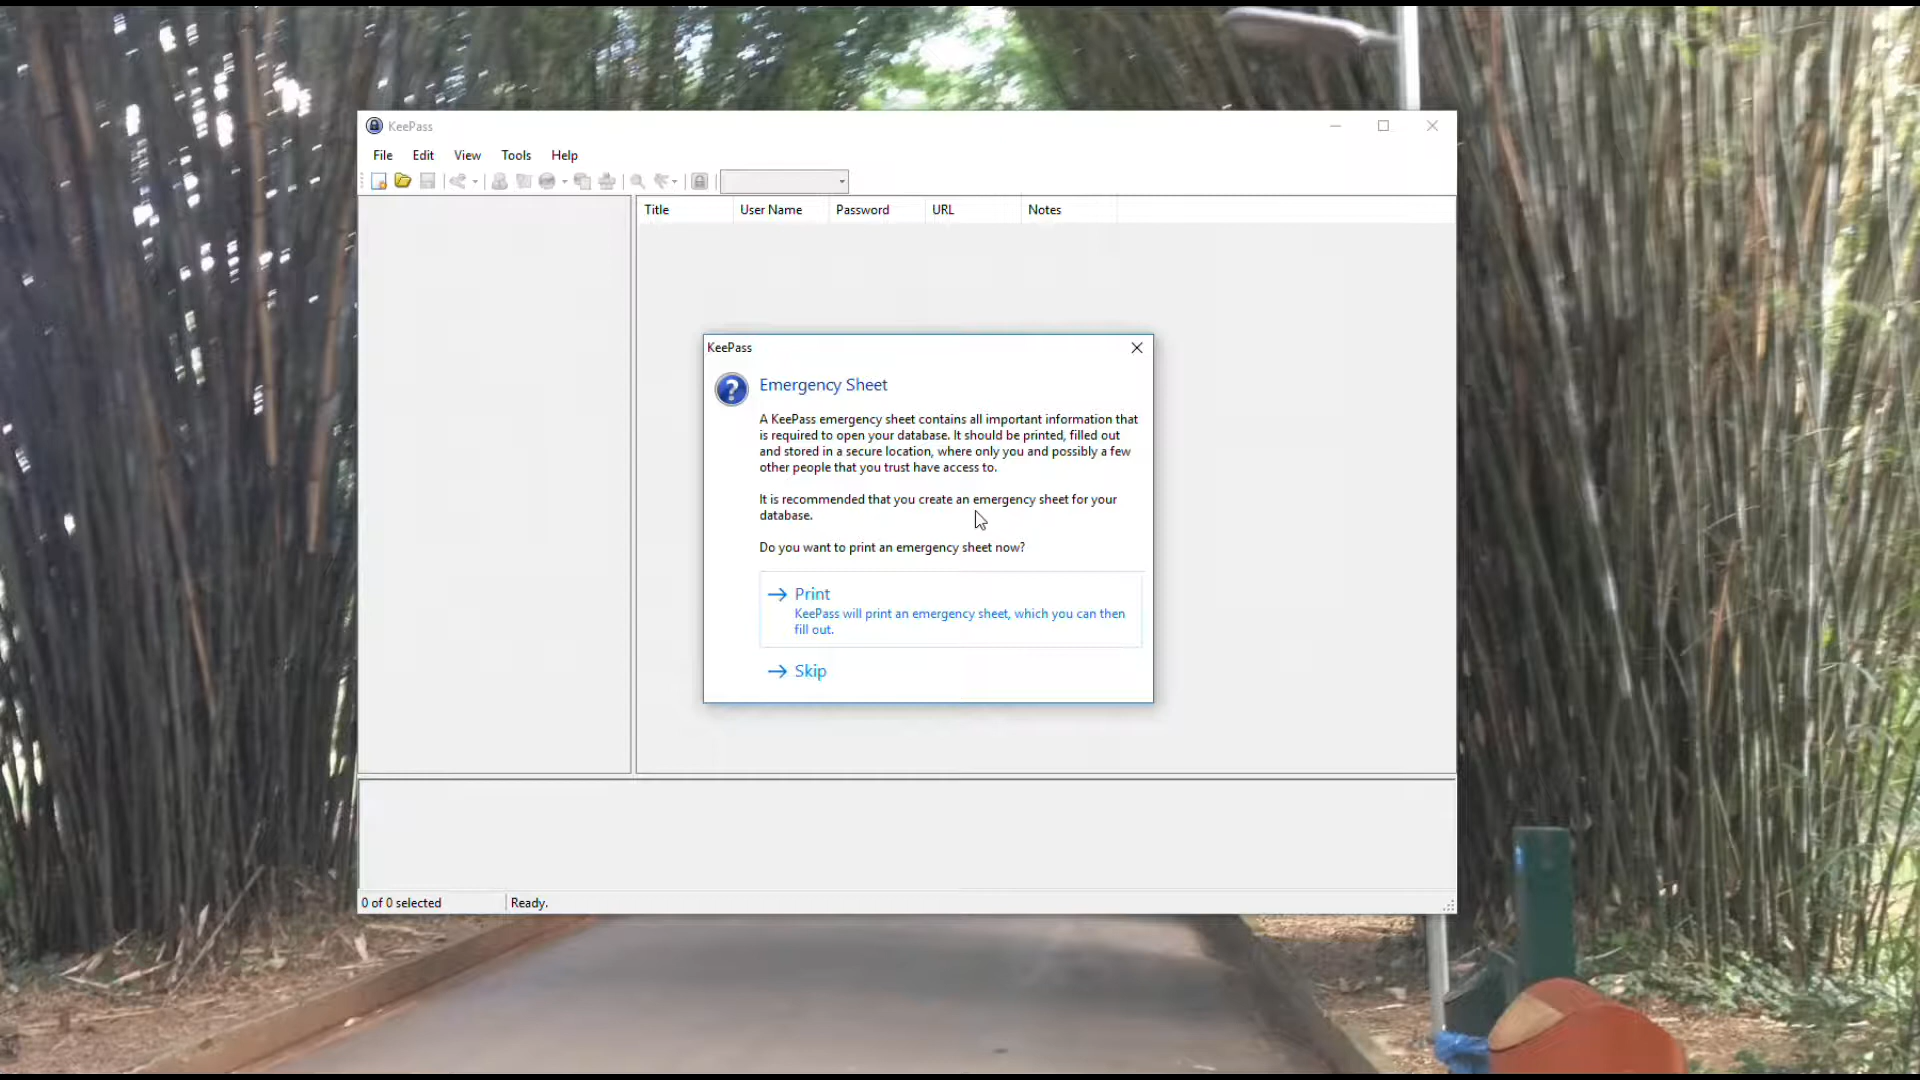 KeePass
File Edit View Tools Help
Title User Name Password URL Notes
KeePass
Emergency Sheet
A KeePass emergency sheet contains all important information that
is required to open your database. It should be printed, filled out
and stored in a secure location, where only you and possibly a few
other people that you trust have access to.
It is recommended that you create an emergency sheet for your
database.
Do you want to print an emergency sheet now?
Print
KeePass will print an emergency sheet, which you can then
fill out.
Skip
0 of 0 selected Ready.